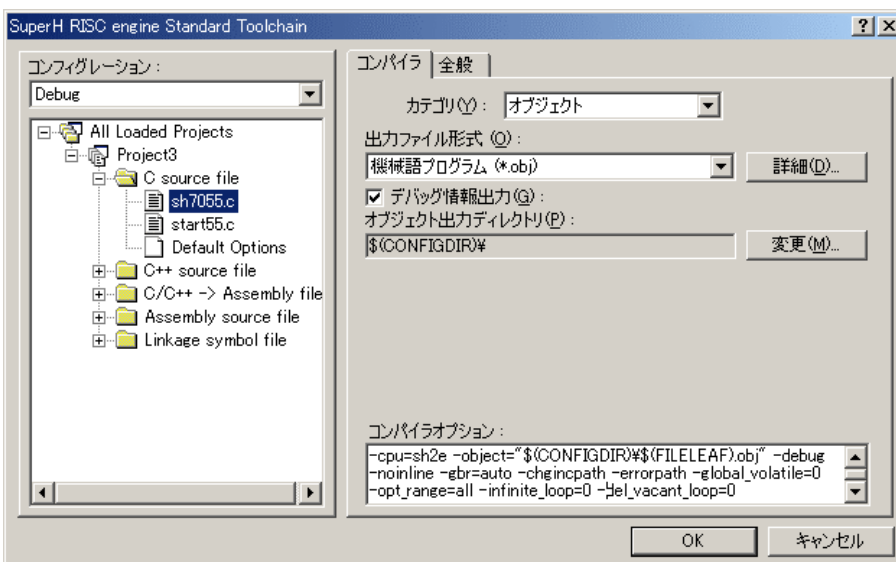 SuperH RISC engine Standard Toolchain
コンフィグレーション :
Debug
All Loaded Projects
Project3
C source file
sh7055.c
start55.c
Default Options
C++ source file
C/C++ -> Assembly file
Assembly source file
Linkage symbol file
コンパイラ
全般
カテゴリ(Y) : オブジェクト
出力ファイル形式 (O) :
機械語プログラム (*.obj)
詳細(D)...
デバッグ情報出力(G) :
オブジェクト出力ディレクトリ(P) :
$(CONFIGDIR)¥
変更(M)...
コンパイラオプション :
-cpu=sh2e -object="$(CONFIGDIR)¥$(FILELEAF).obj" -debug
-noinline -gbr=auto -chgincpath -errorpath -global_volatile=0
-opt_range=all -infinite_loop=0 -del_vacant_loop=0
OK
キャンセル